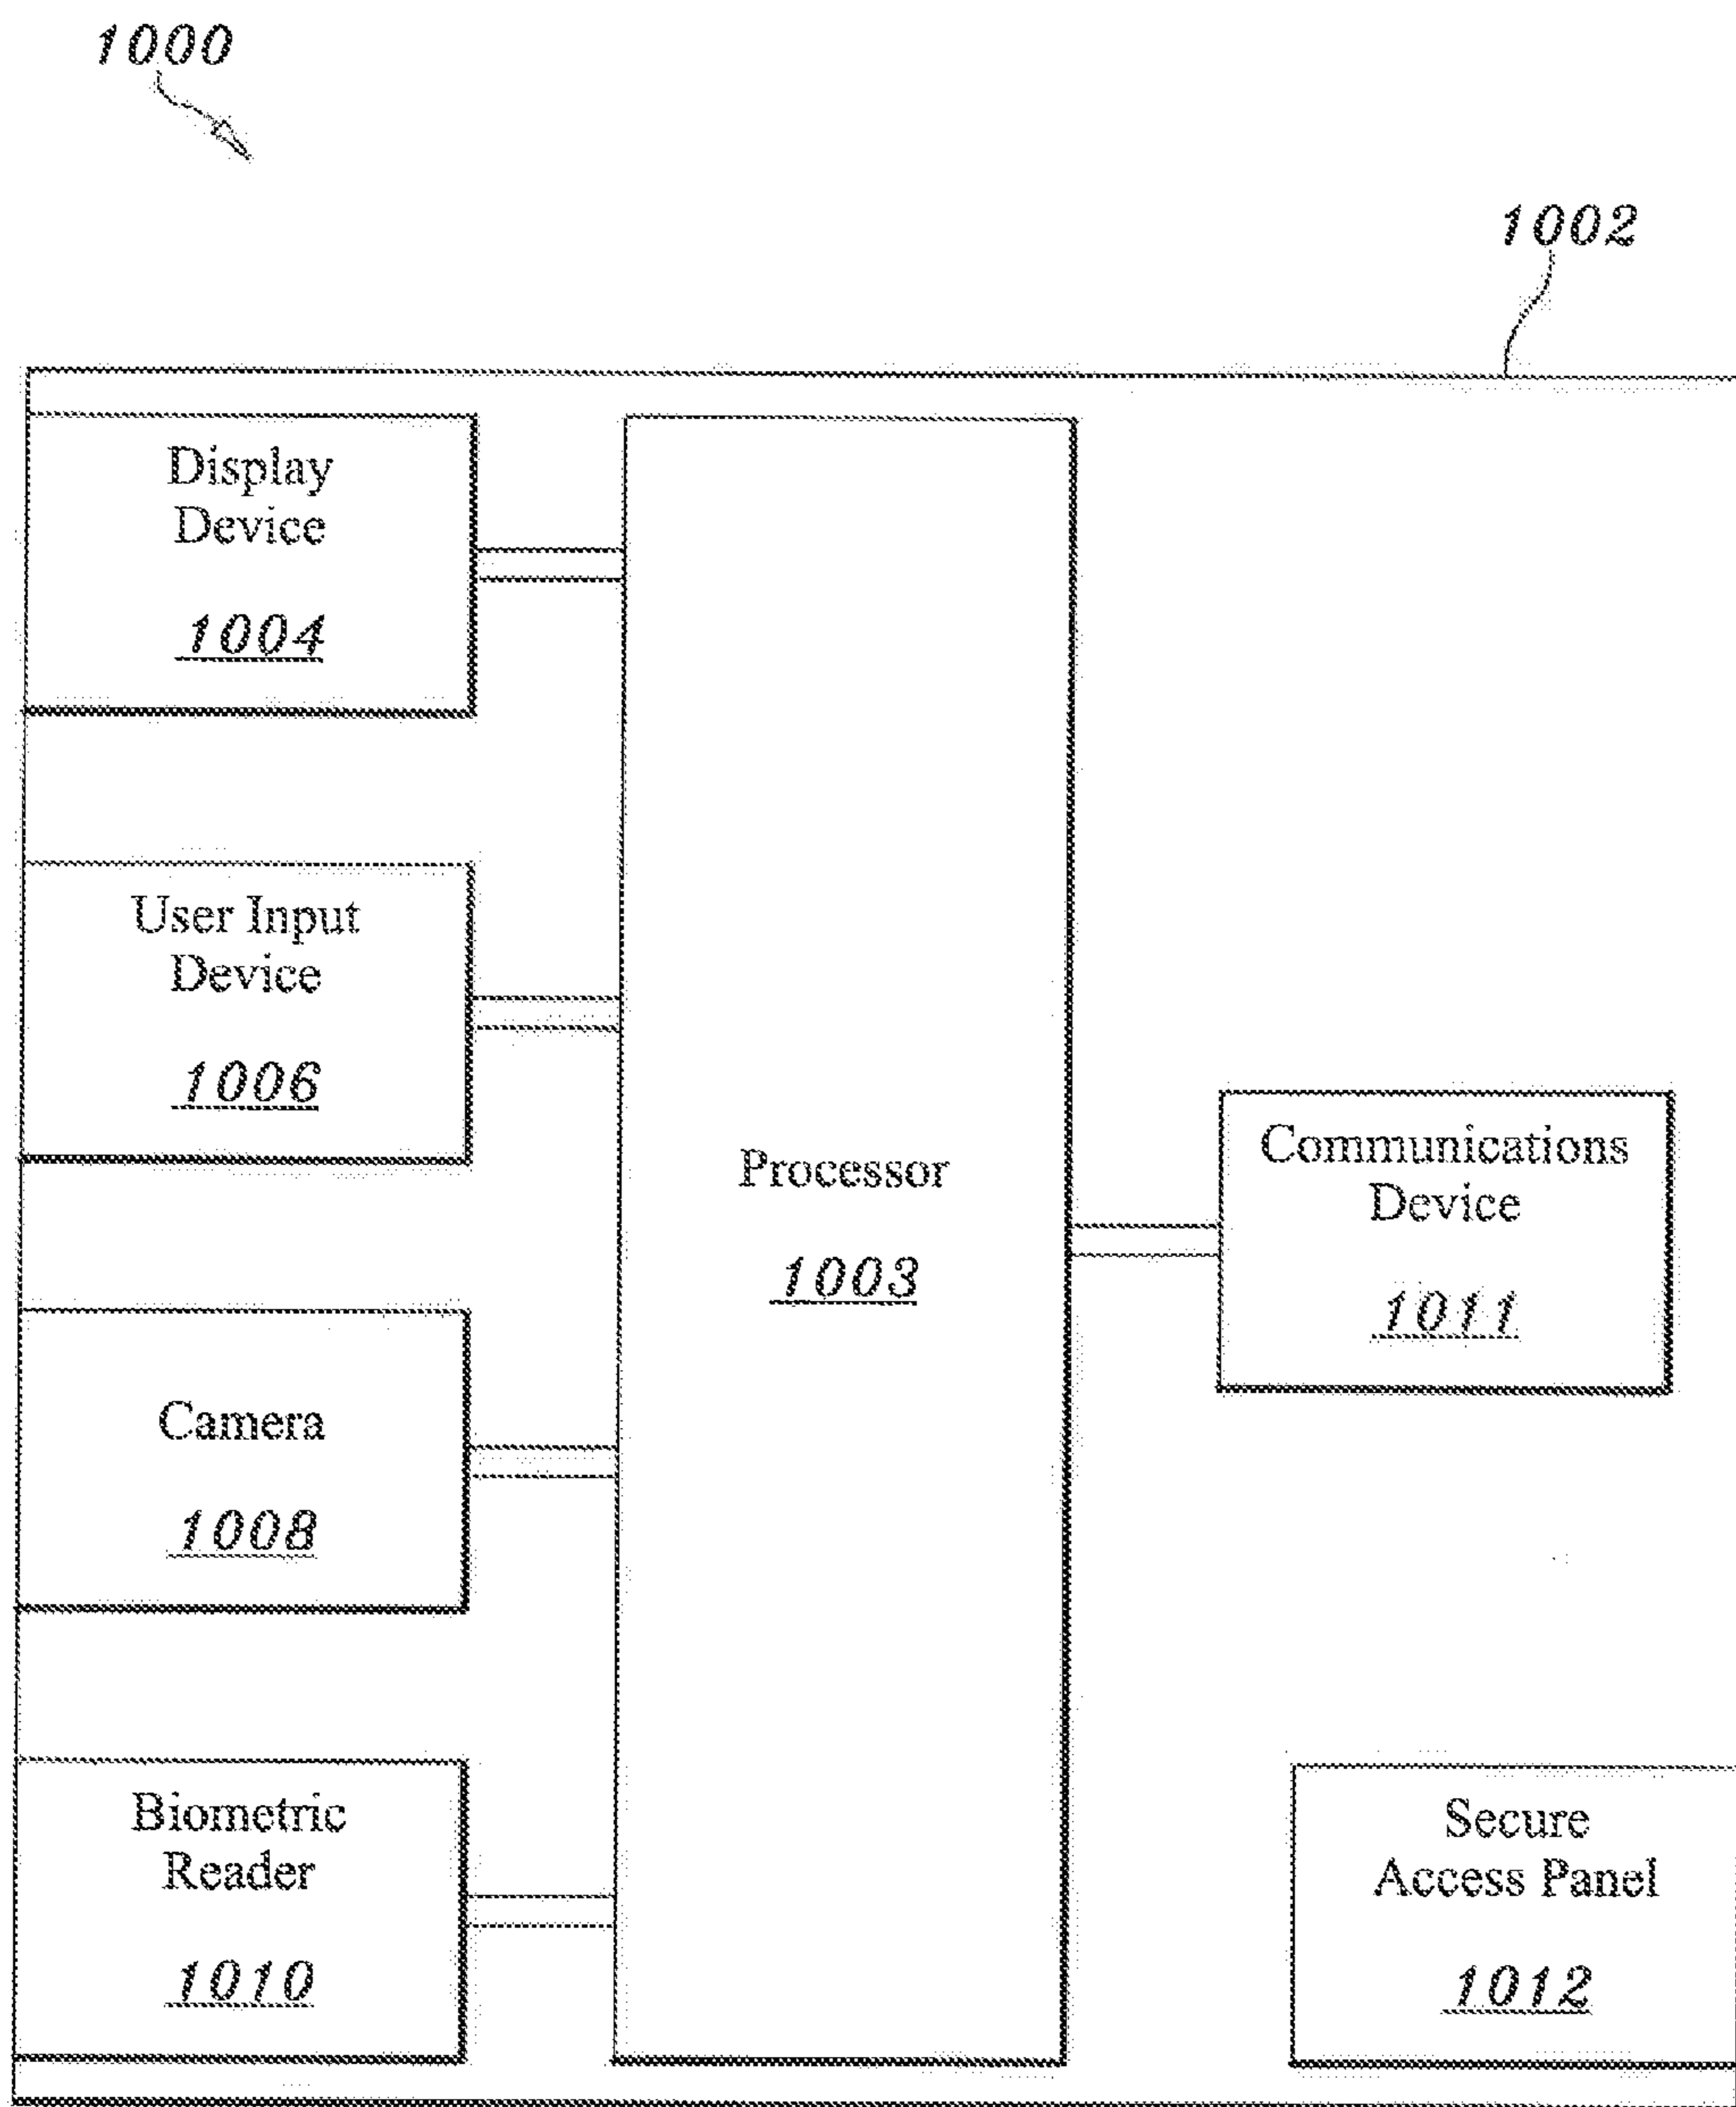 1000
1002
Display
Device
1004
User Input
Device
1006
Camera
1008
Biometric
Reader
1010
Processor
1003
Communications
Device
1011
Secure
Access Panel
1012